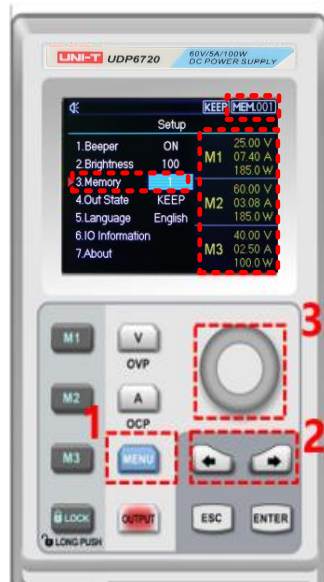 UNI-T UDP6720 60V/5A/100W
DC POWER SUPPLY
KEEP MEM.001
Setup
1.Beeper ON
2.Brightness 100
3.Memory 1
4.Out State KEEP
5.Language English
6.IO Information
7.About
M1
25.00 V
07.40 A
185.0 W
M2
60.00 V
03.08 A
185.0 W
M3
40.00 V
02.50 A
100.0 W
M1
V
OVP
3
M2
A
OCP
1
2
M3
MENU
LOCK
OUTPUT
ESC
ENTER
LONG PUSH